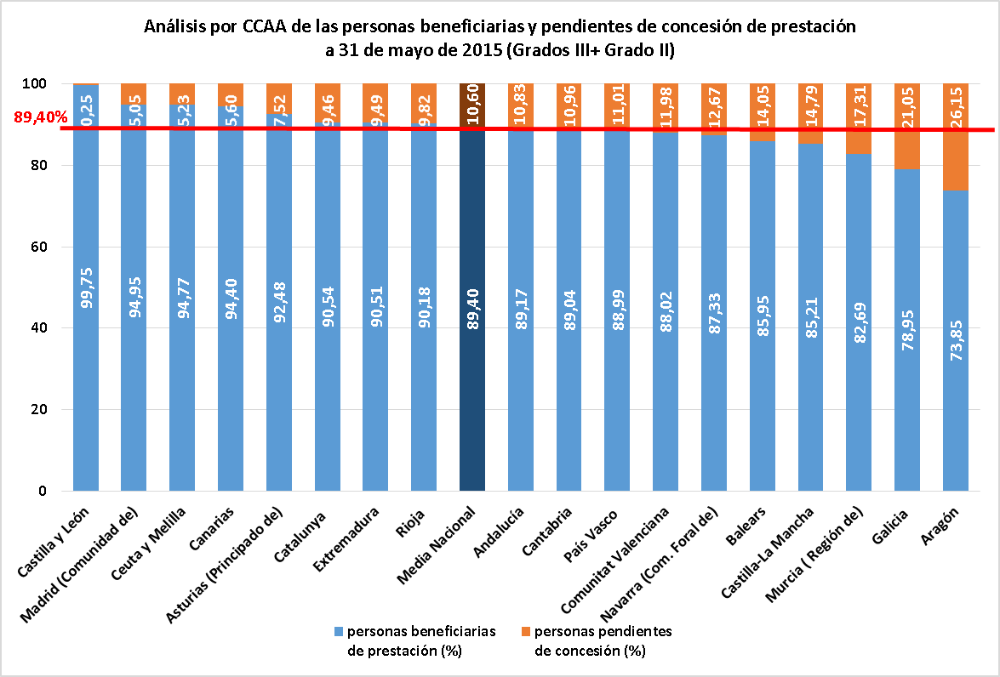 Análisis por CCAA de las personas beneficiarias y pendientes de concesión de prestación
a 31 de mayo de 2015 (Grados III+ Grado II)
100
89,40%
80
60
40
20
0
0,25
5,05
5,23
5,60
7,52
9,46
9,49
9,82
10,60
10,83
10,96
11,01
11,98
12,67
14,05
14,79
17,31
21,05
26,15
99,75
94,95
94,77
94,40
92,48
90,54
90,51
90,18
89,40
89,17
89,04
88,99
88,02
87,33
85,95
85,21
82,69
78,95
73,85
Castilla y León
Madrid (Comunidad de)
Ceuta y Melilla
Canarias
Asturias (Principado de)
Catalunya
Extremadura
Rioja
Media Nacional
Andalucía
Cantabria
País Vasco
Comunitat Valenciana
Navarra (Com. Foral de)
Balears
Castilla-La Mancha
Murcia ( Región de)
Galicia
Aragón
personas beneficiarias
de prestación (%)
personas pendientes
de concesión (%)